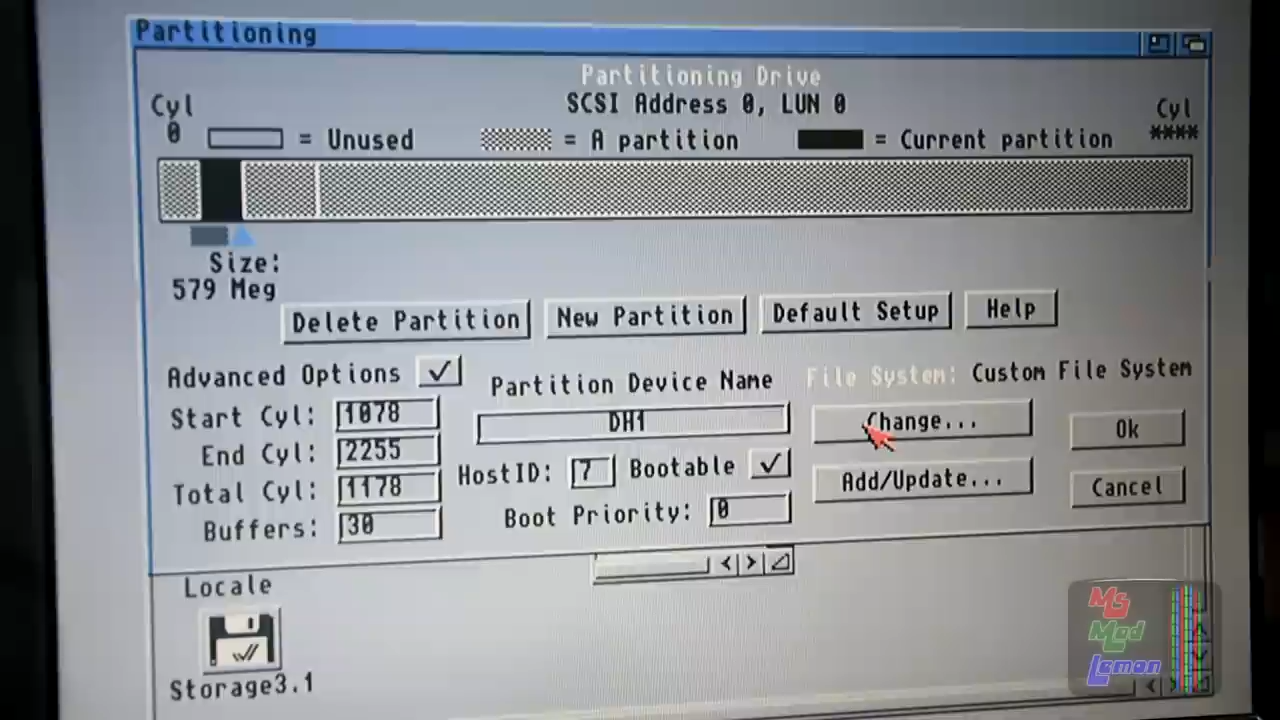 Partitioning
Partitioning Drive
SCSI Address 0, LUN 0
Cyl
0
Cyl
****
= Unused
= A partition
= Current partition
Size:
579 Meg
Delete Partition
New Partition
Default Setup
Help
Advanced Options
Partition Device Name
File System: Custom File System
Start Cyl: 1078
DH1
Change...
Ok
End Cyl: 2255
HostID: 7
Bootable
Total Cyl: 1178
Add/Update...
Cancel
Buffers: 30
Boot Priority: 0
Locale
Storage3.1
Ms
Mad
Lemon